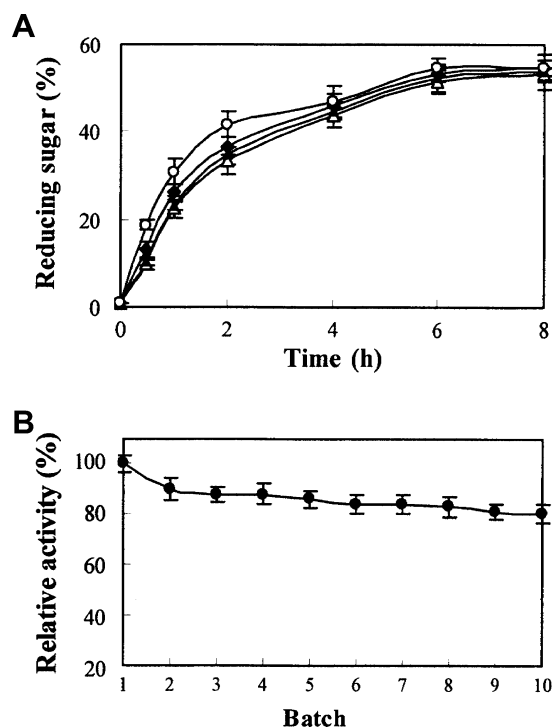 A
Reducing sugar (%)
60
40
20
0
0 2 4 6 8
Time (h)
B
Relative activity (%)
100
80
60
40
20
1 2 3 4 5 6 7 8 9 10
Batch